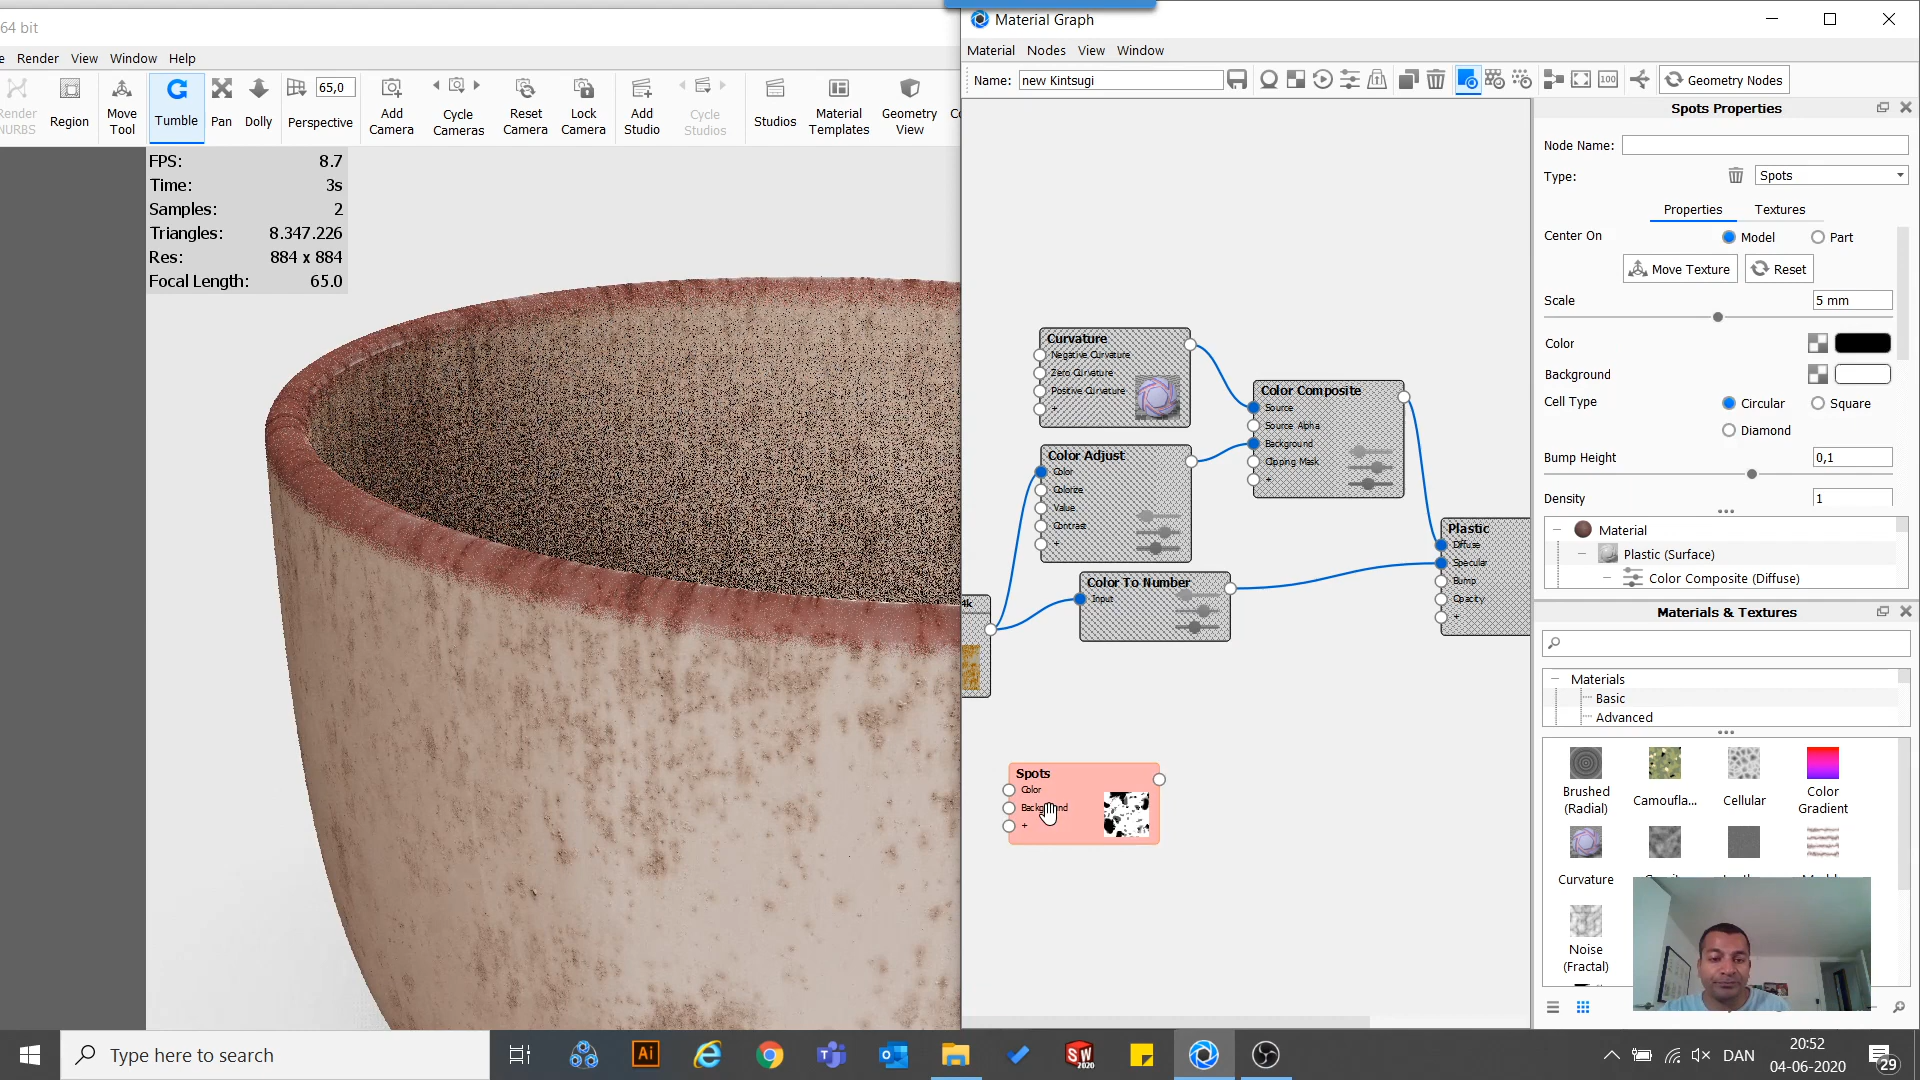 64 bit
Render View Window Help
Render NURBS
Region
Move Tool
Tumble
Pan
Dolly
65,0
Perspective
Add Camera
Cycle Cameras
Reset Camera
Lock Camera
Add Studio
Cycle Studios
Studios
Material Templates
Geometry View
FPS: 8.7
Time: 3s
Samples: 2
Triangles: 8.347.226
Res: 884 x 884
Focal Length: 65.0
Material Graph
Material Nodes View Window
Name: new Kintsugi
100
Geometry Nodes
Curvature
Negative Curvature
Zero Curvature
Positive Curvature
+
Color Adjust
Color
Colorize
Value
Contrast
+
Color Composite
Source
Source Alpha
Background
Clipping Mask
+
Color To Number
Input
Plastic
Diffuse
Specular
Bump
Opacity
+
4k
Spots
Color
Background
+
Spots Properties
Node Name:
Type: Spots
Properties Textures
Center On Model Part
Move Texture Reset
Scale 5 mm
Color
Background
Cell Type Circular Square
Diamond
Bump Height 0,1
Density 1
Material
Plastic (Surface)
Color Composite (Diffuse)
Materials & Textures
Materials
Basic
Advanced
Brushed (Radial)
Camoufla...
Cellular
Color Gradient
Curvature
Noise (Fractal)
Type here to search
Ai
SW 2020
DAN
20:52
04-06-2020
29